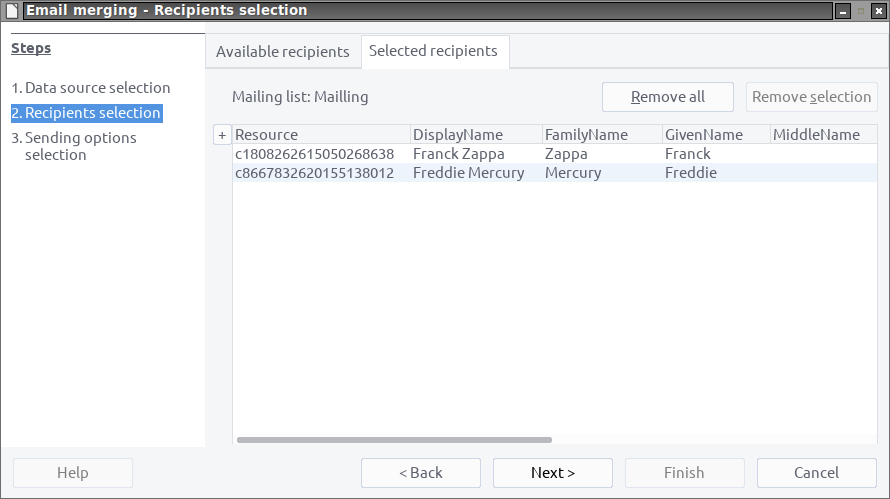 Email merging - Recipients selection
Steps
1. Data source selection
2. Recipients selection
3. Sending options
selection
Available recipients
Selected recipients
Mailing list: Mailling
Remove all
Remove selection
+
Resource DisplayName FamilyName GivenName MiddleName
c1808262615050268638 Franck Zappa Zappa Franck
c8667832620155138012 Freddie Mercury Mercury Freddie
Help
< Back
Next >
Finish
Cancel